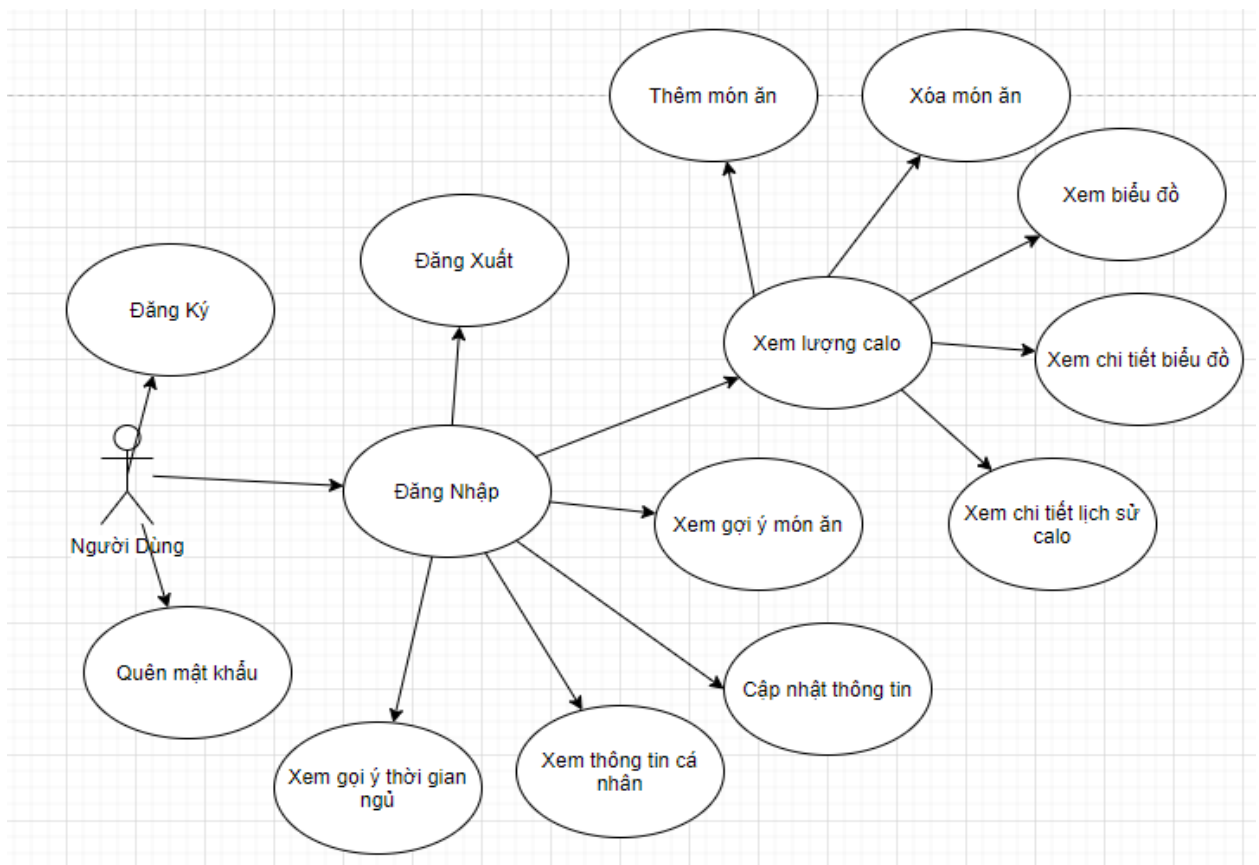 Thêm món ăn
Xóa món ăn
Xem biểu đồ
Đăng Xuất
Đăng Ký
Xem lượng calo
Xem chi tiết biểu đồ
Đăng Nhập
Xem gợi ý món ăn
Xem chi tiết lịch sử
calo
Người Dùng
Quên mật khẩu
Cập nhật thông tin
Xem gọi ý thời gian
ngủ
Xem thông tin cá
nhân